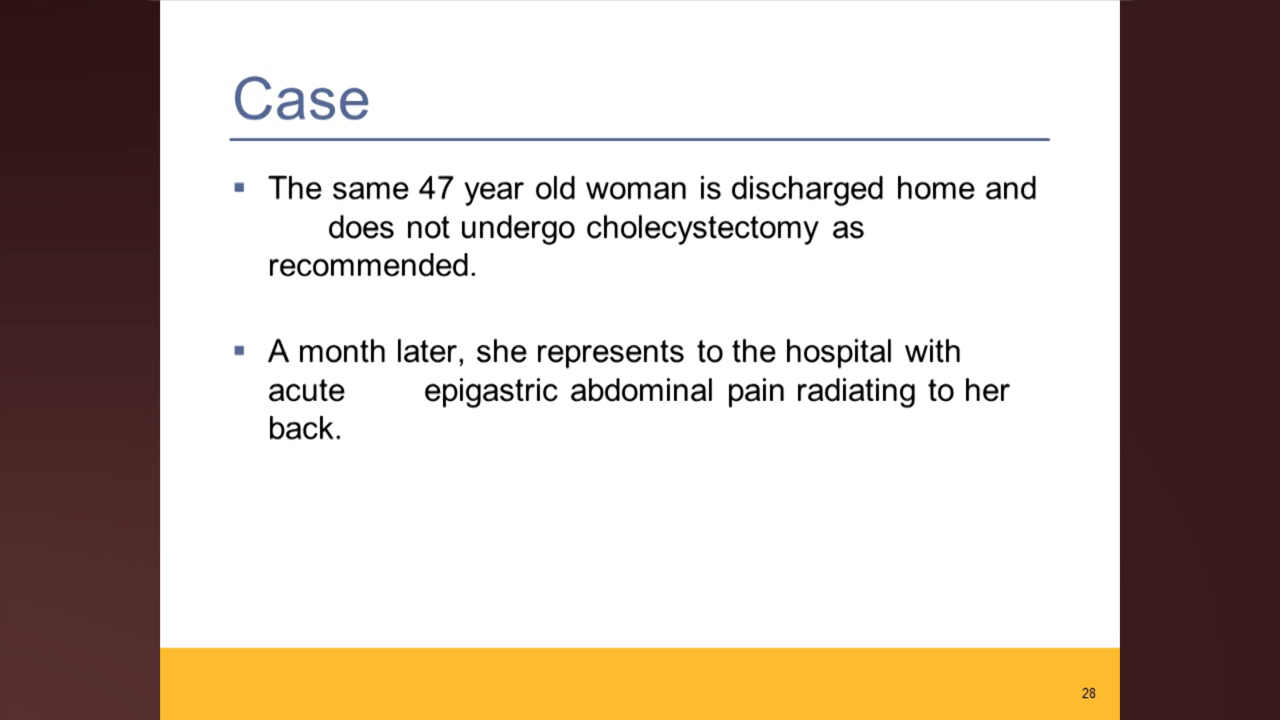 Case
▪ The same 47 year old woman is discharged home and
does not undergo cholecystectomy as
recommended.
▪ A month later, she represents to the hospital with
acute epigastric abdominal pain radiating to her
back.
28